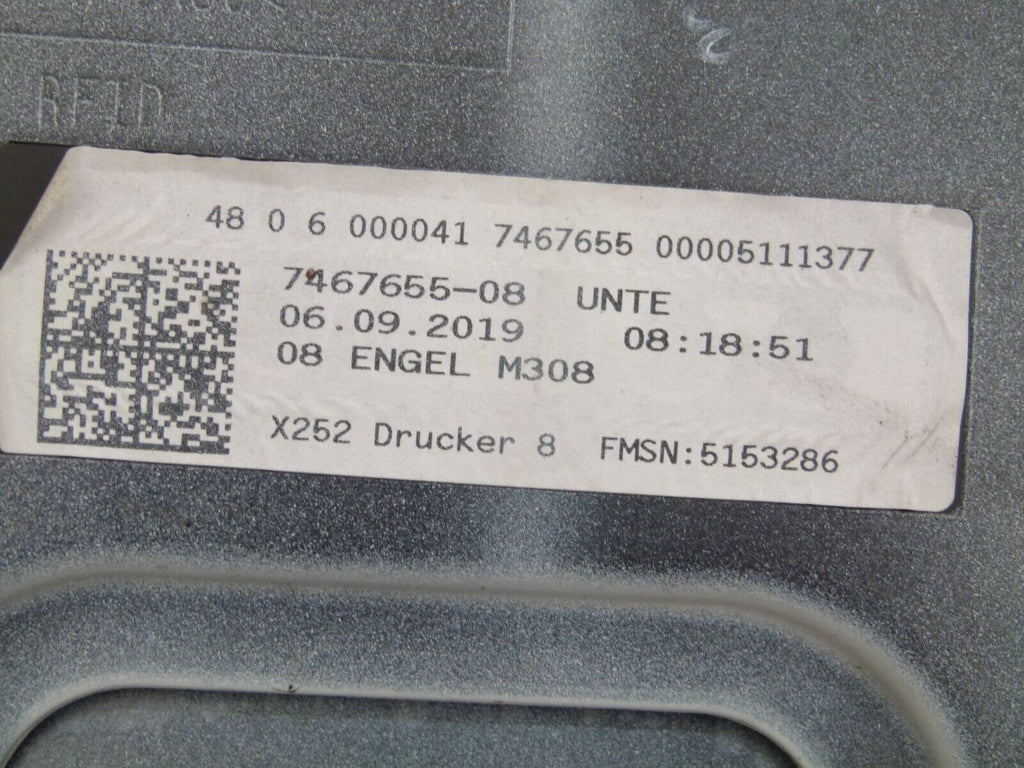 RFID
48 0 6 000041 7467655 00005111377
7467655-08 UNTE
06.09.2019 08:18:51
08 ENGEL M308
X252 Drucker 8 FMSN:5153286